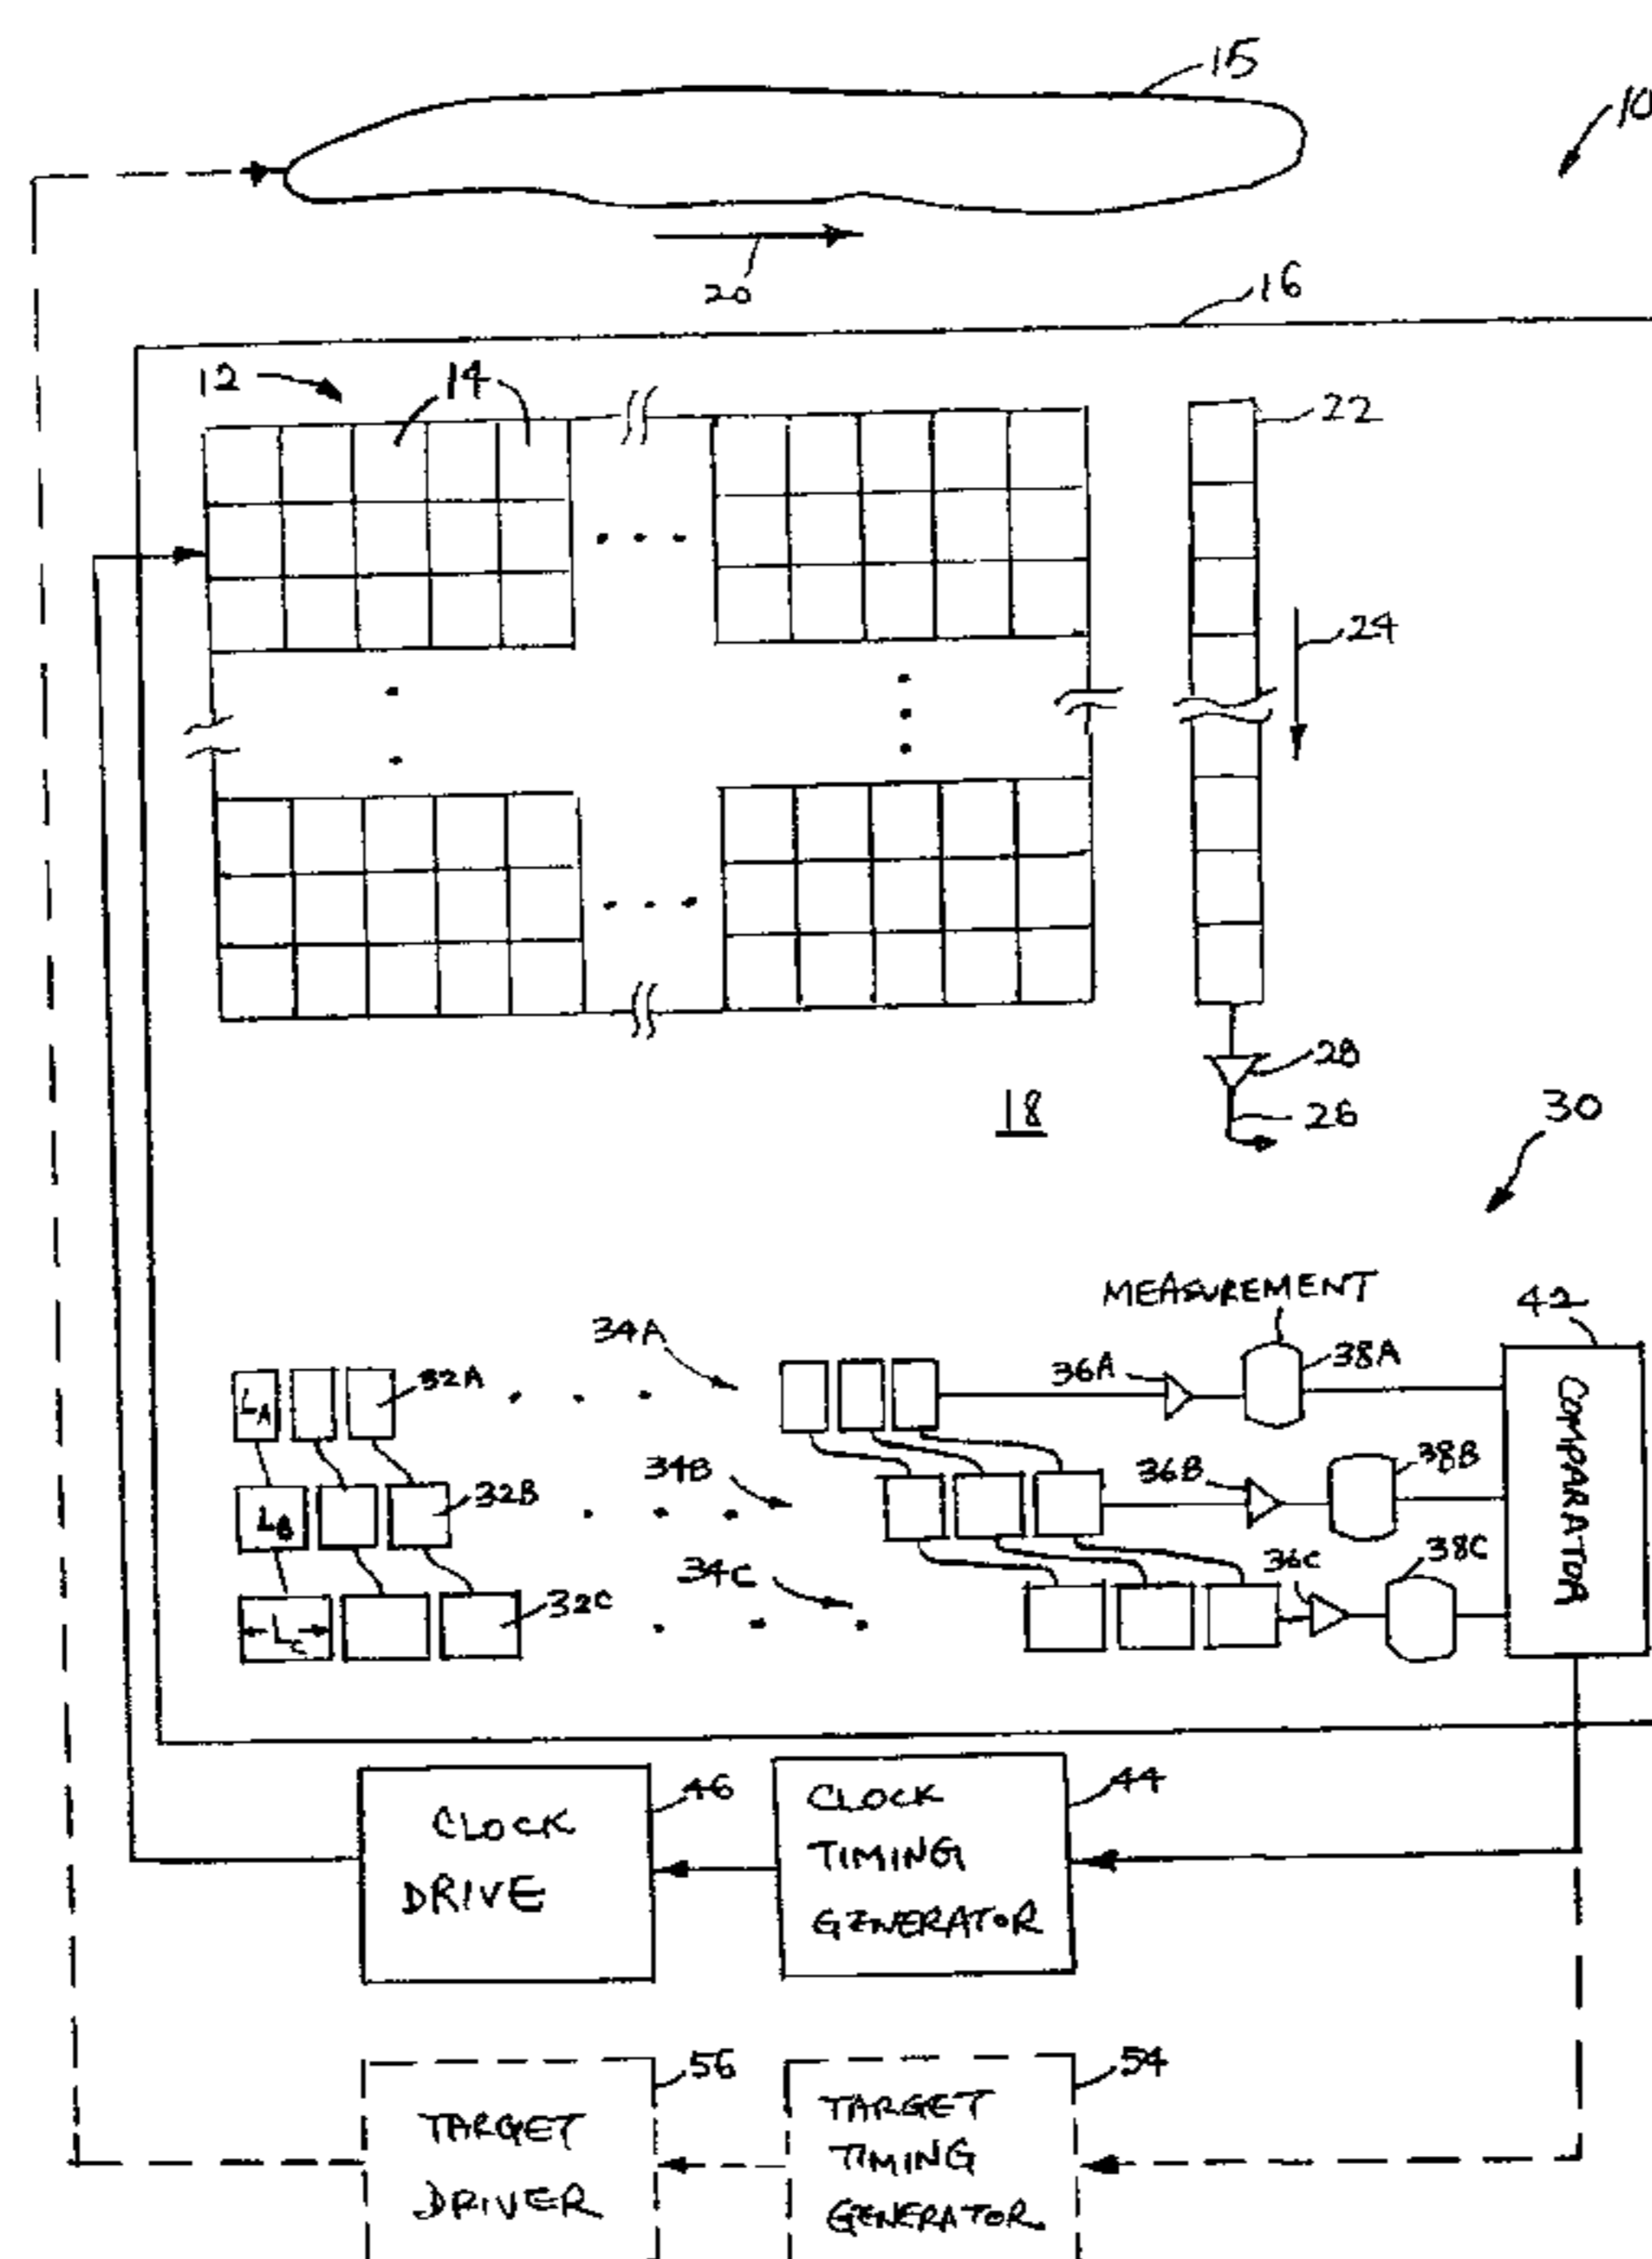 15
10
20
16
12
14
22
24
28
18
26
30
MEASUREMENT
42
34A
36A
38A
LA
32A
COMPARATOR
34B
36B
38B
LB
32B
34C
36C
38C
LC
32C
46
44
CLOCK
DRIVE
CLOCK
TIMING
GENERATOR
56
54
TARGET
DRIVER
TARGET
TIMING
GENERATOR